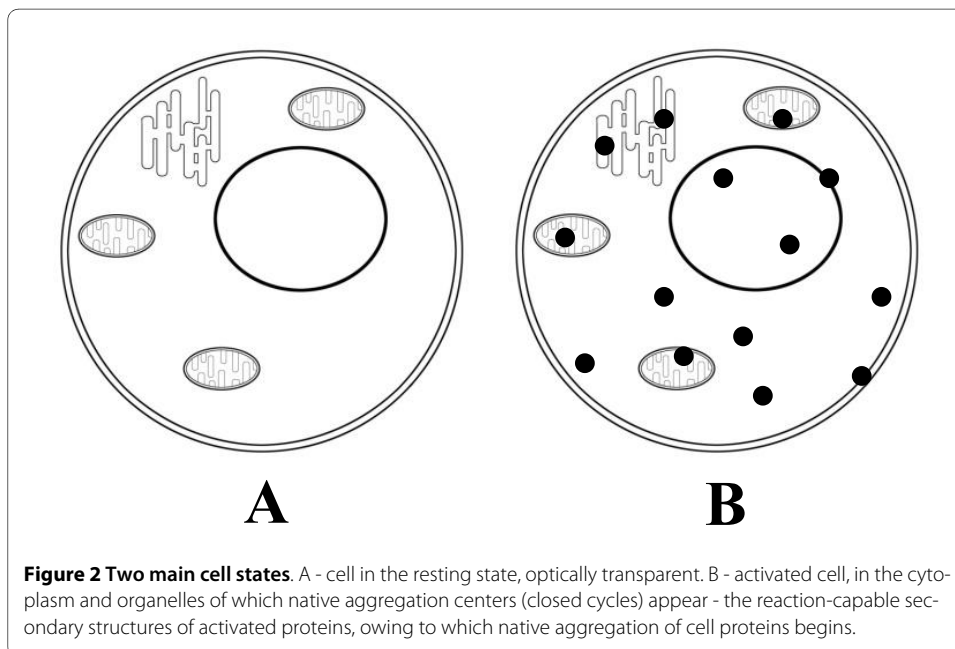 A B
Figure 2 Two main cell states. A - cell in the resting state, optically transparent. B - activated cell, in the cyto-
plasm and organelles of which native aggregation centers (closed cycles) appear - the reaction-capable sec-
ondary structures of activated proteins, owing to which native aggregation of cell proteins begins.